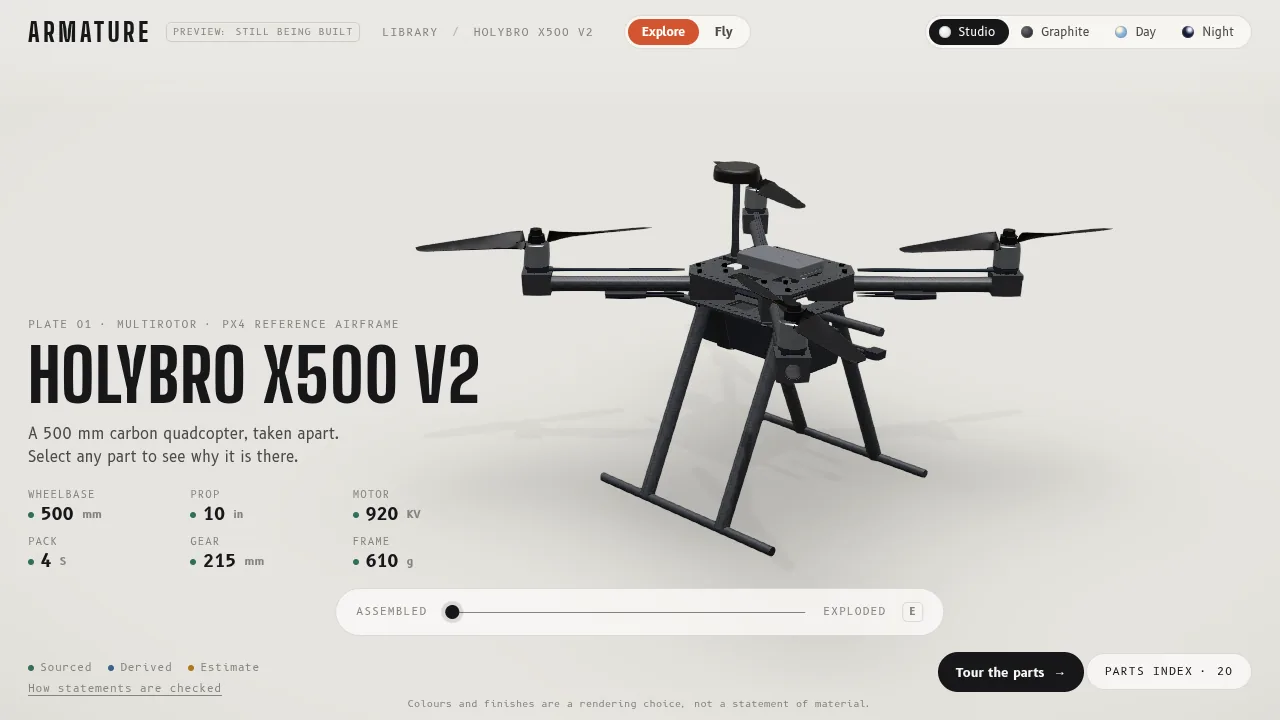 ARMATURE
PREVIEW: STILL BEING BUILT
LIBRARY / HOLYBRO X500 V2
Explore
Fly
Studio
Graphite
Day
Night
PLATE 01 · MULTIROTOR · PX4 REFERENCE AIRFRAME
HOLYBRO X500 V2
A 500 mm carbon quadcopter, taken apart.
Select any part to see why it is there.
WHEELBASE
500 mm
PROP
10 in
MOTOR
920 KV
PACK
4 S
GEAR
215 mm
FRAME
610 g
ASSEMBLED
EXPLODED
E
Sourced
Derived
Estimate
How statements are checked
Tour the parts →
PARTS INDEX · 20
Colours and finishes are a rendering choice, not a statement of material.